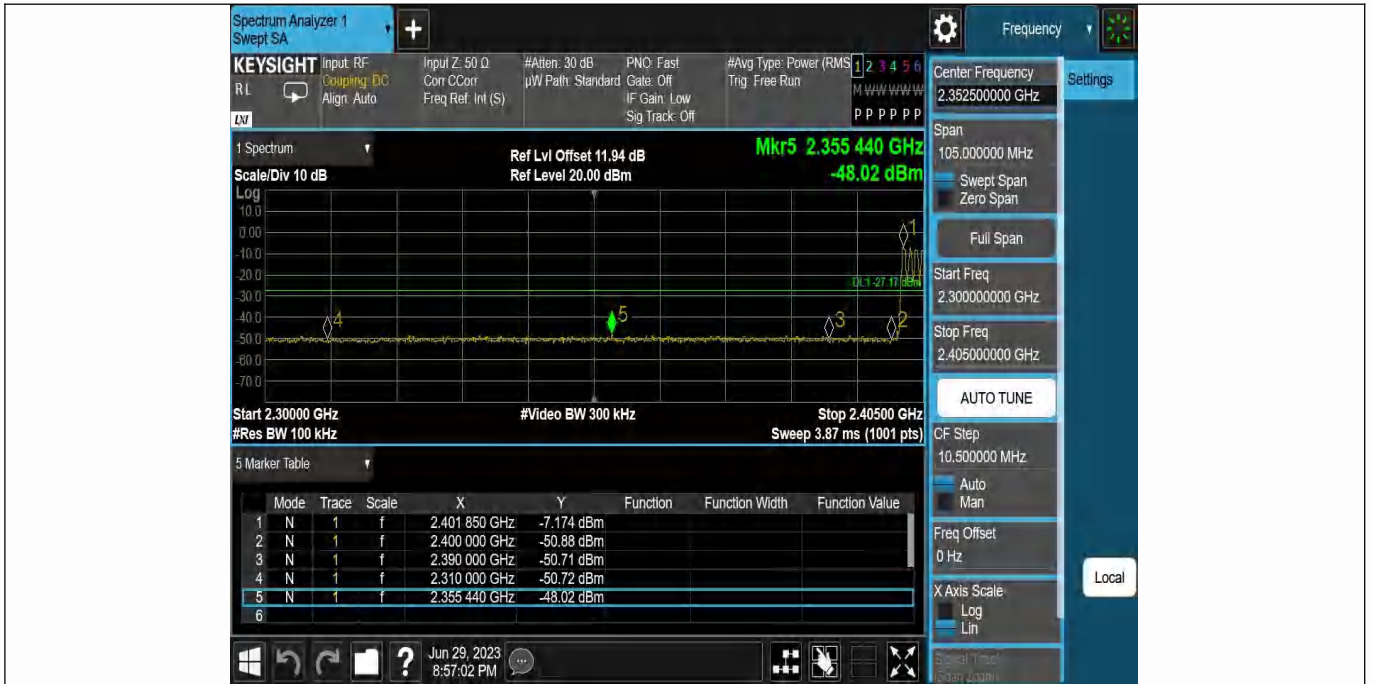 Spectrum Analyzer 1
Swept SA
+
Frequency
KEYSIGHT
RL
LXI
Input: RF
Coupling: DC
Align: Auto
Input Z: 50 Ω
Corr CCorr
Freq Ref: Int (S)
#Atten: 30 dB
µW Path: Standard
PNO: Fast
Gate: Off
IF Gain: Low
Sig Track: Off
#Avg Type: Power (RMS
Trig: Free Run
1 2 3 4 5 6
M W W W W W
P P P P P P
Center Frequency
2.352500000 GHz
Settings
Span
105.000000 MHz
Swept Span
Zero Span
Full Span
Start Freq
2.300000000 GHz
Stop Freq
2.405000000 GHz
AUTO TUNE
CF Step
10.500000 MHz
Auto
Man
Freq Offset
0 Hz
X Axis Scale
Log
Lin
Signal Track
(Span Zoom)
Local
1 Spectrum
Scale/Div 10 dB
Ref Lvl Offset 11.94 dB
Ref Level 20.00 dBm
Mkr5 2.355 440 GHz
-48.02 dBm
Log
10.0
0.00
-10.0
-20.0
-30.0
-40.0
-50.0
-60.0
-70.0
1
DL1 -27.17 dBm
4
5
3
2
Start 2.30000 GHz
#Video BW 300 kHz
Stop 2.40500 GHz
#Res BW 100 kHz
Sweep 3.87 ms (1001 pts)
5 Marker Table
Mode Trace Scale X Y Function Function Width Function Value
1 N 1 f 2.401 850 GHz -7.174 dBm
2 N 1 f 2.400 000 GHz -50.88 dBm
3 N 1 f 2.390 000 GHz -50.71 dBm
4 N 1 f 2.310 000 GHz -50.72 dBm
5 N 1 f 2.355 440 GHz -48.02 dBm
6
?
Jun 29, 2023
8:57:02 PM